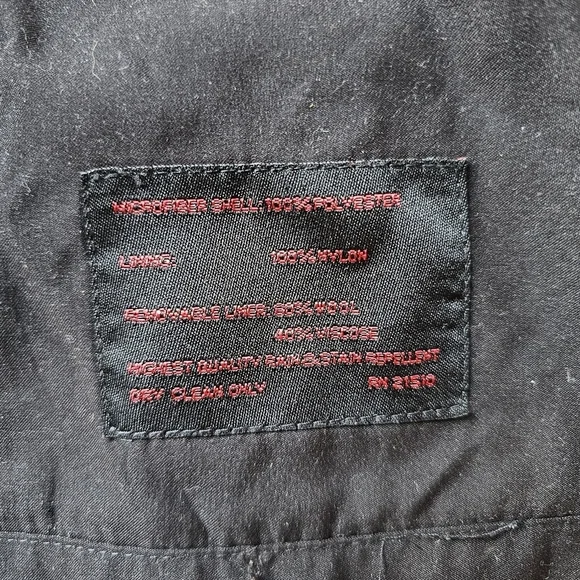 MICROFIBER SHELL: 100% POLYESTER
LINING: 100% NYLON
REMOVABLE LINER: 60% WOOL
40% VISCOSE
HIGHEST QUALITY RAIN & STAIN REPELLENT
DRY CLEAN ONLY RN 21510